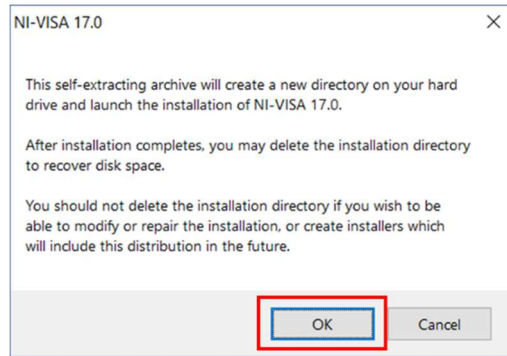 NI-VISA 17.0
This self-extracting archive will create a new directory on your hard
drive and launch the installation of NI-VISA 17.0.
After installation completes, you may delete the installation directory
to recover disk space.
You should not delete the installation directory if you wish to be
able to modify or repair the installation, or create installers which
will include this distribution in the future.
OK
Cancel